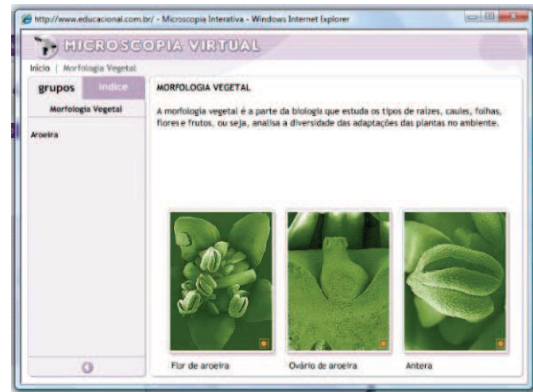 http://www.educacional.com.br/ - Microscopia Interativa - Windows Internet Explorer
MICROSCOPIA VIRTUAL
Início | Morfologia Vegetal
grupos índice
Morfologia Vegetal
Aroeira
MORFOLOGIA VEGETAL
A morfologia vegetal é a parte da biologia que estuda os tipos de raízes, caules, folhas,
flores e frutos, ou seja, analisa a diversidade das adaptações das plantas no ambiente.
Flor de aroeira
Ovário de aroeira
Antera